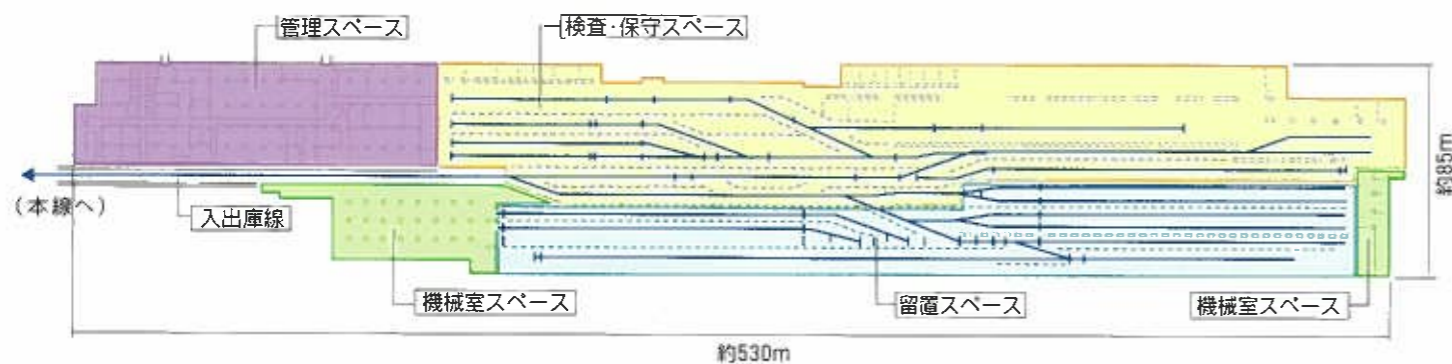 管理スペース
検査・保守スペース
約85m
(本線へ)
入出庫線
機械室スペース
留置スペース
機械室スペース
約530m